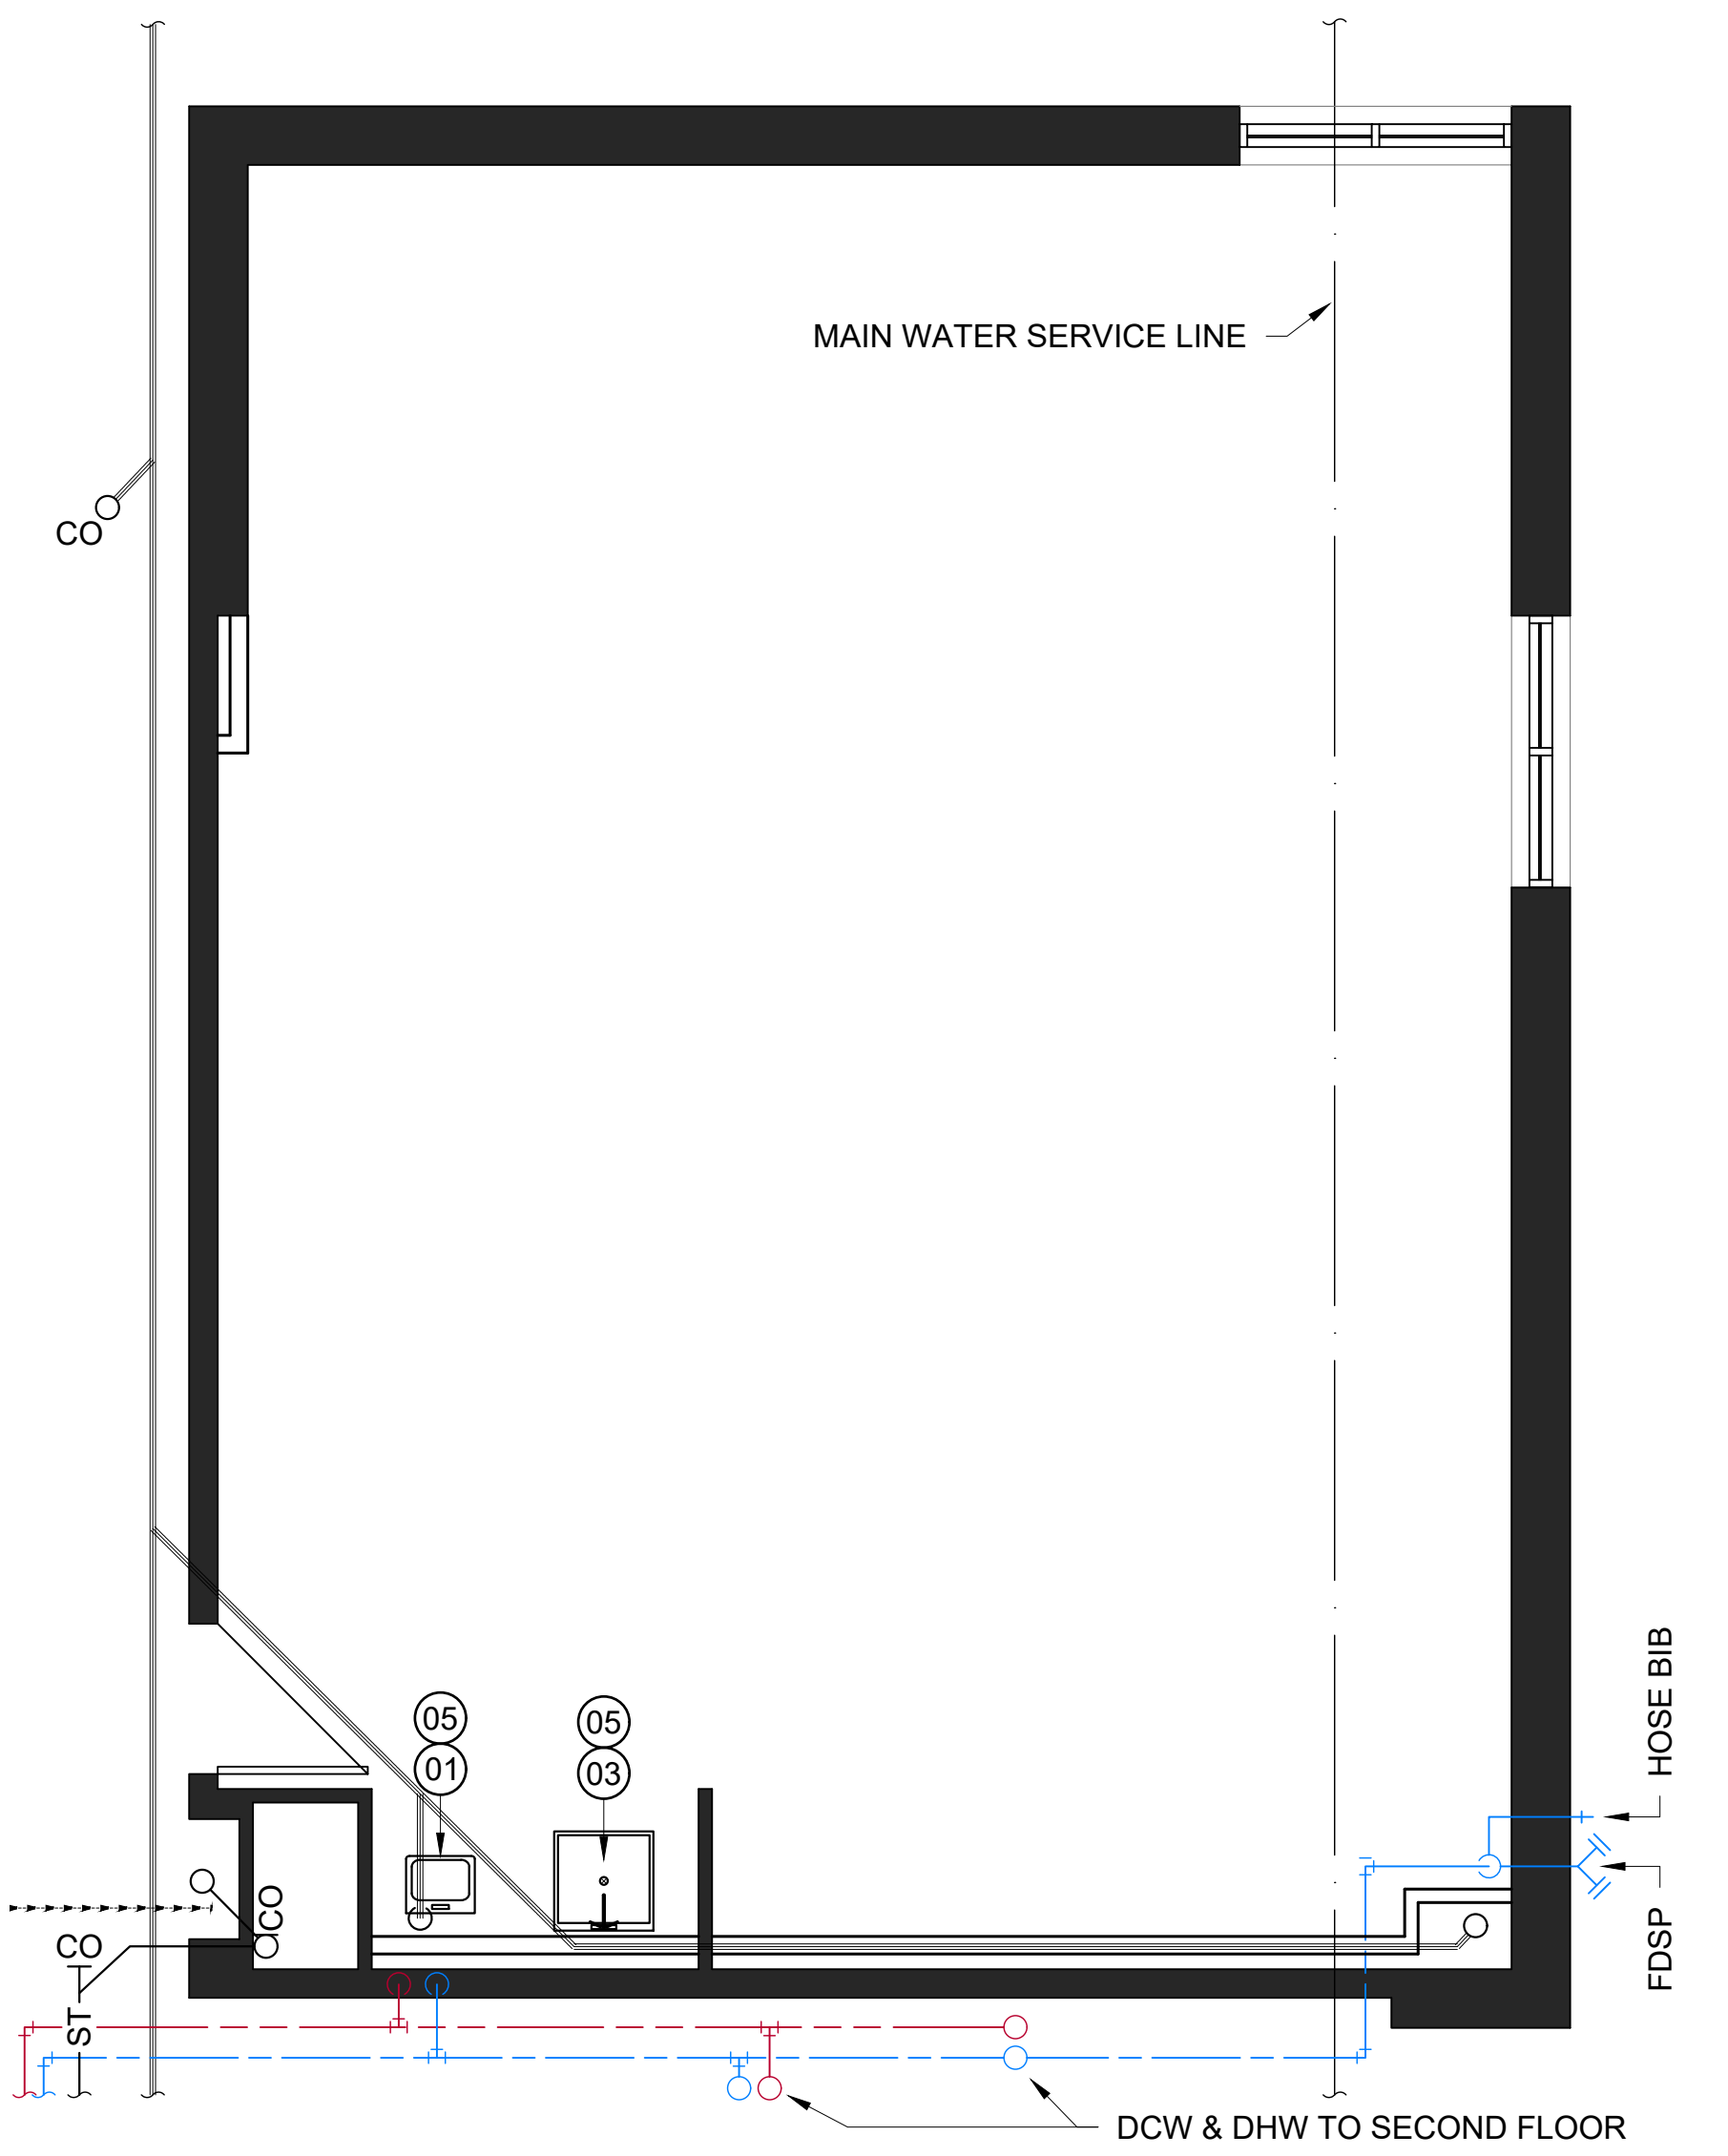 MAIN WATER SERVICE LINE
CO
05
01
05
03
HOSE BIB
FDSP
CO
CO
ST
DCW & DHW TO SECOND FLOOR